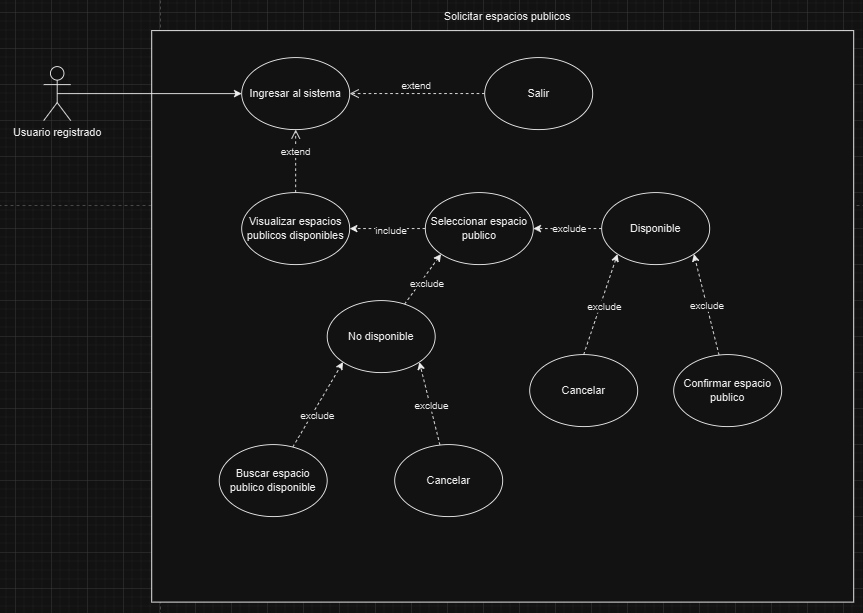 Solicitar espacios publicos
Usuario registrado
Ingresar al sistema
extend
Salir
extend
Visualizar espacios
publicos disponibles
include
Seleccionar espacio
publico
exclude
Disponible
exclude
No disponible
exclude
exclude
Cancelar
Confirmar espacio
publico
exclude
excldue
Buscar espacio
publico disponible
Cancelar